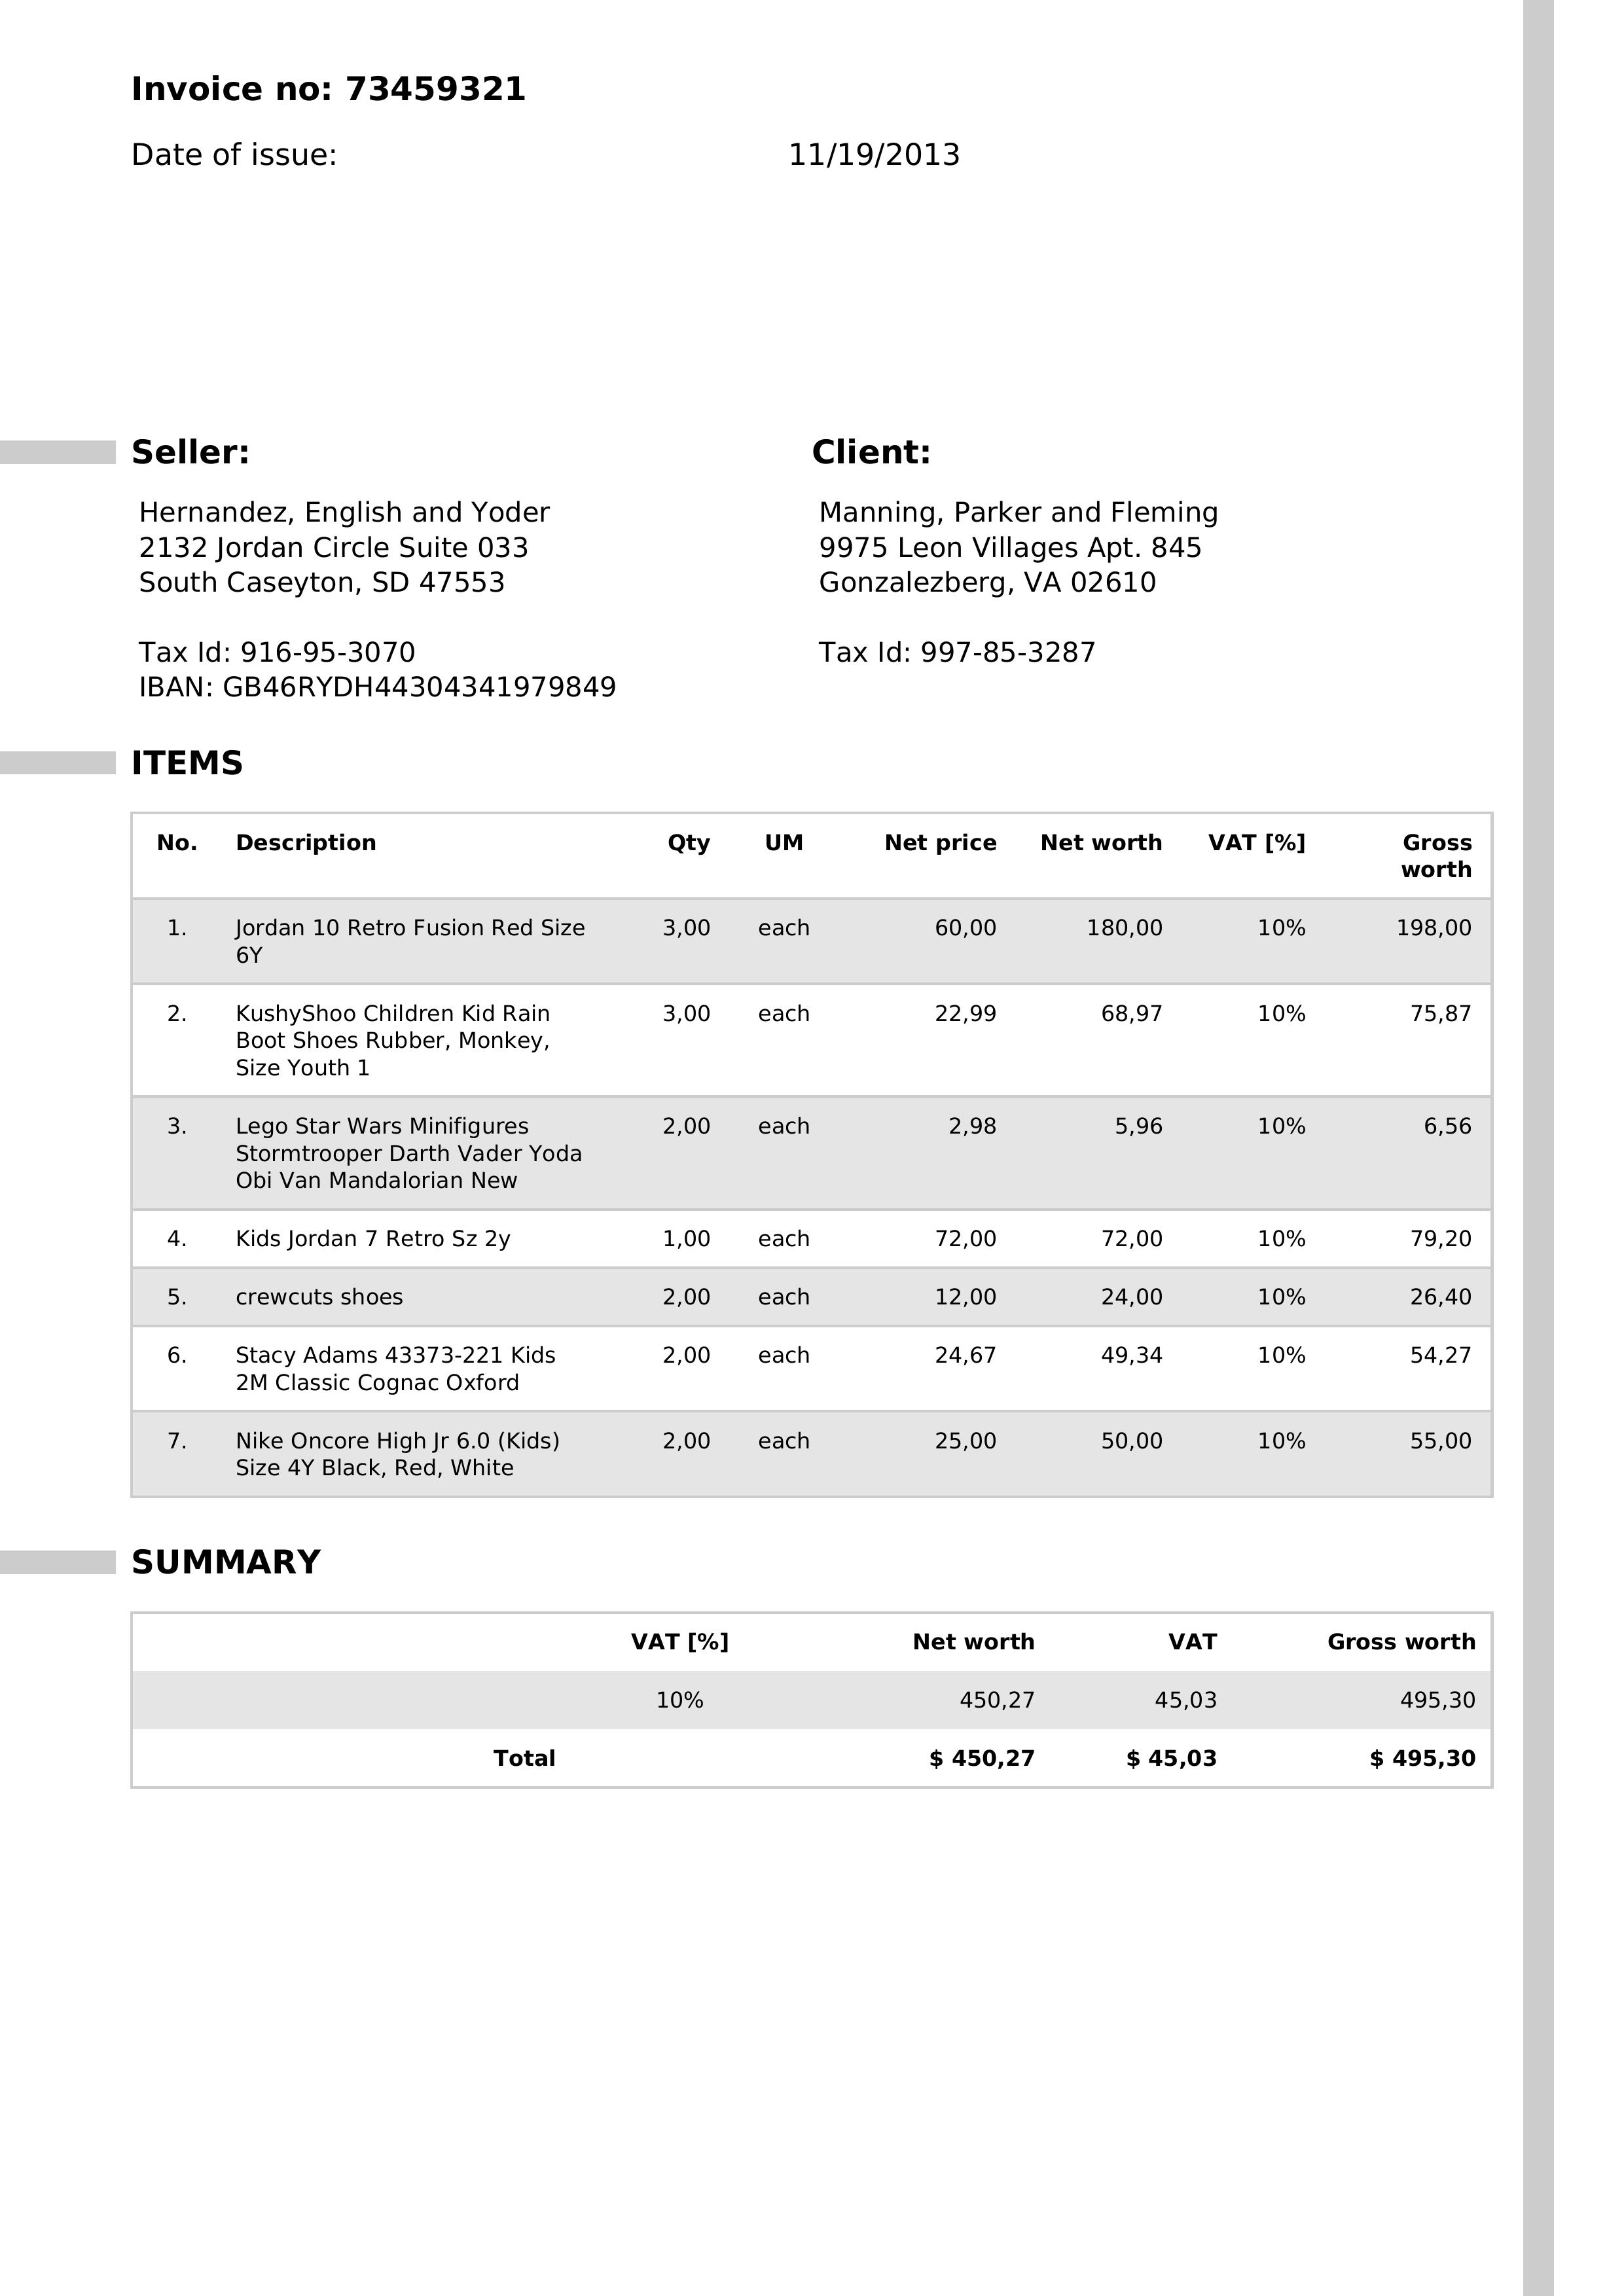 Invoice no: 73459321
Date of issue: 11/19/2013
Seller:
Hernandez, English and Yoder
2132 Jordan Circle Suite 033
South Caseyton, SD 47553
Tax Id: 916-95-3070
IBAN: GB46RYDH44304341979849
Client:
Manning, Parker and Fleming
9975 Leon Villages Apt. 845
Gonzalezberg, VA 02610
Tax Id: 997-85-3287
ITEMS
No. Description Qty UM Net price Net worth VAT [%] Gross
worth
1. Jordan 10 Retro Fusion Red Size 3,00 each 60,00 180,00 10% 198,00
6Y
2. KushyShoo Children Kid Rain 3,00 each 22,99 68,97 10% 75,87
Boot Shoes Rubber, Monkey,
Size Youth 1
3. Lego Star Wars Minifigures 2,00 each 2,98 5,96 10% 6,56
Stormtrooper Darth Vader Yoda
Obi Van Mandalorian New
4. Kids Jordan 7 Retro Sz 2y 1,00 each 72,00 72,00 10% 79,20
5. crewcuts shoes 2,00 each 12,00 24,00 10% 26,40
6. Stacy Adams 43373-221 Kids 2,00 each 24,67 49,34 10% 54,27
2M Classic Cognac Oxford
7. Nike Oncore High Jr 6.0 (Kids) 2,00 each 25,00 50,00 10% 55,00
Size 4Y Black, Red, White
SUMMARY
VAT [%] Net worth VAT Gross worth
10% 450,27 45,03 495,30
Total $ 450,27 $ 45,03 $ 495,30